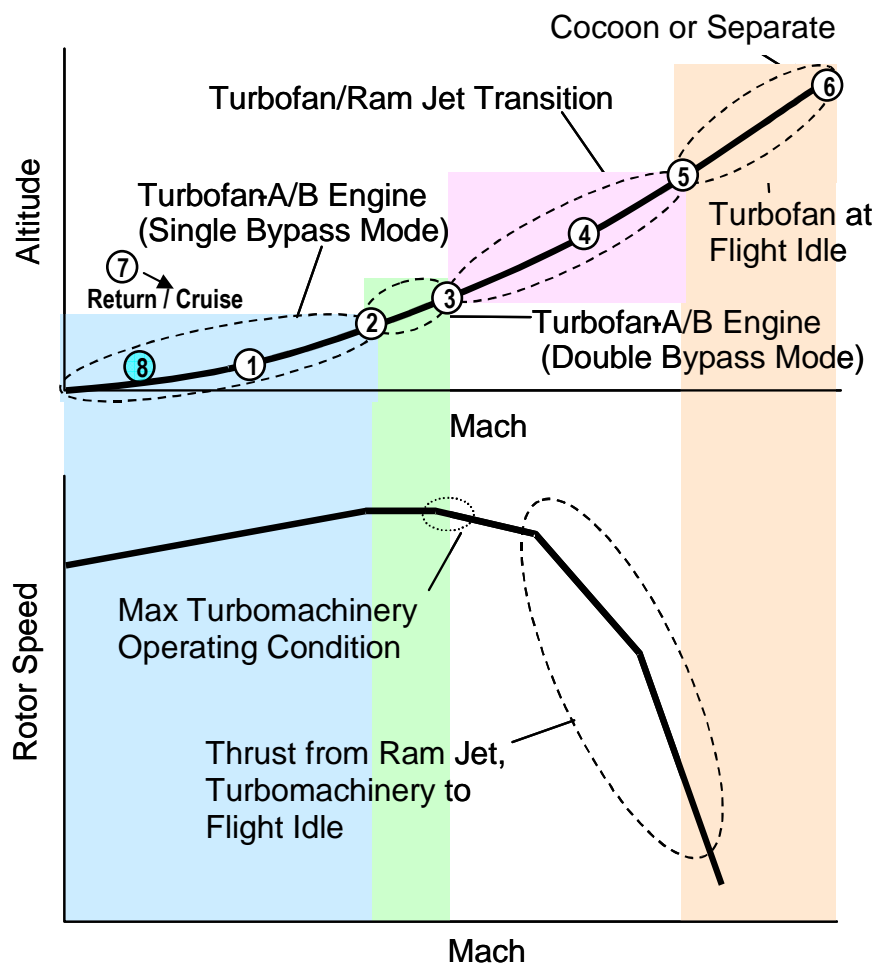 Cocoon or Separate
6
Turbofan/Ram Jet Transition
5
Turbofan-A/B Engine
(Single Bypass Mode)
Turbofan at
Flight Idle
4
7
Return / Cruise
3
2
Turbofan-A/B Engine
(Double Bypass Mode)
8
1
Altitude
Mach
Max Turbomachinery
Operating Condition
Rotor Speed
Thrust from Ram Jet,
Turbomachinery to
Flight Idle
Mach